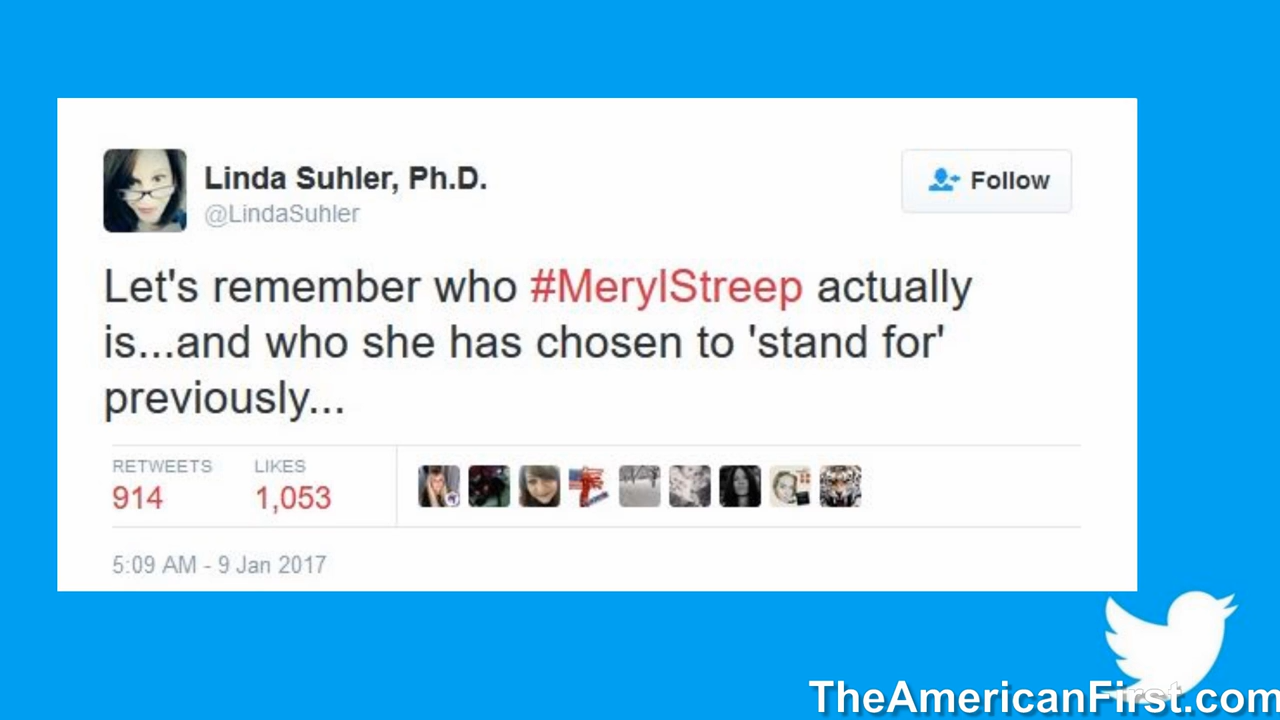 Linda Suhler, Ph.D.
@LindaSuhler
Follow
Let's remember who #MerylStreep actually
is...and who she has chosen to 'stand for'
previously...
RETWEETS LIKES
914 1,053
5:09 AM - 9 Jan 2017
TheAmericanFirst.com